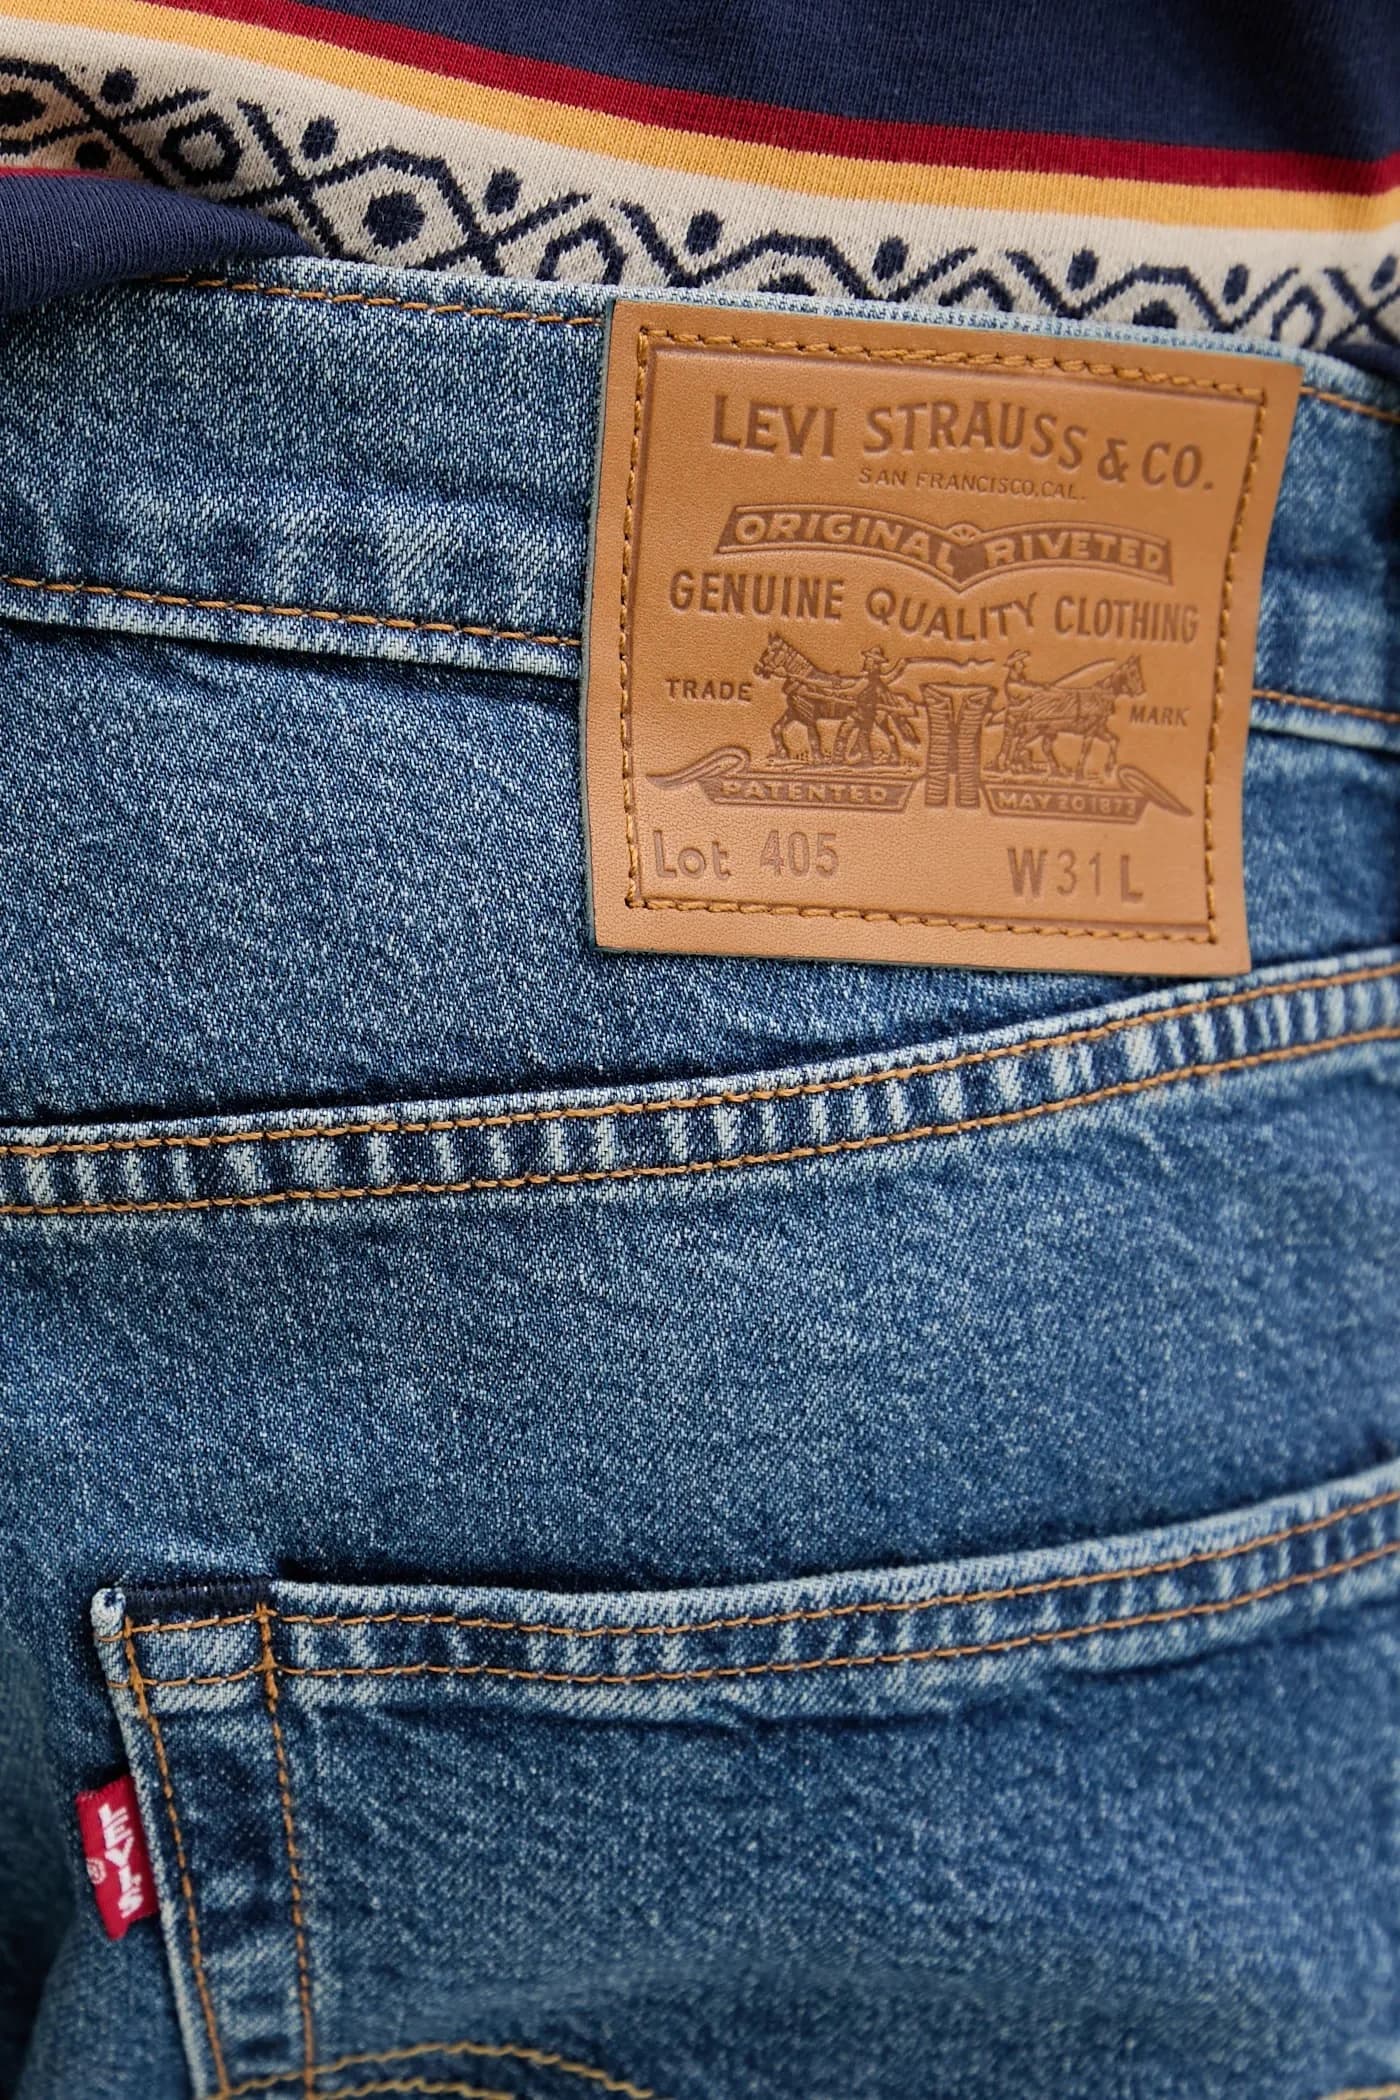 LEVI STRAUSS & CO.
SAN FRANCISCO, CAL.
ORIGINAL RIVETED
GENUINE QUALITY CLOTHING
TRADE MARK
PATENTED MAY 20 1873
Lot 405 W31 L
LEVI'S
®